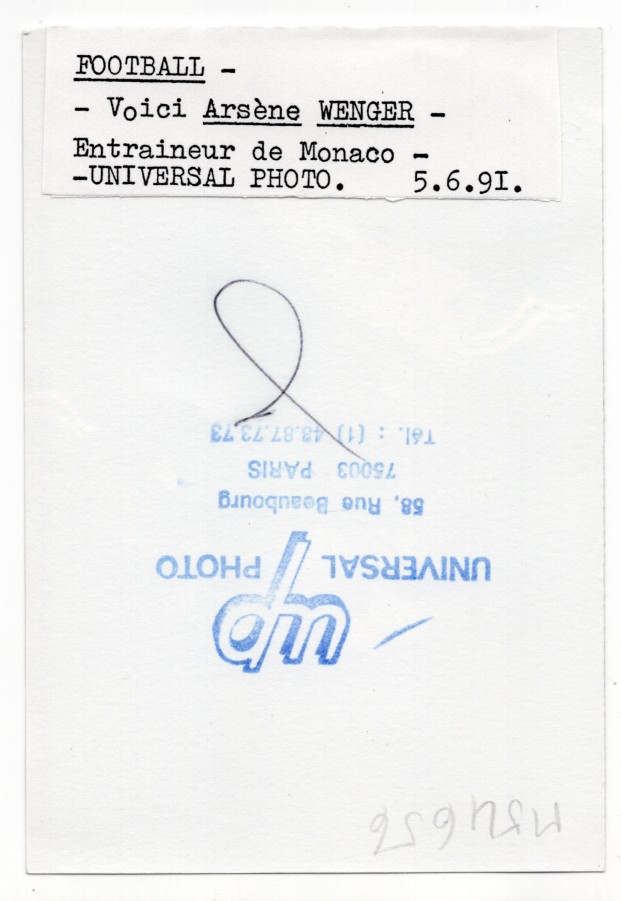 FOOTBALL -
- Voici Arsène WENGER -
Entraineur de Monaco -
-UNIVERSAL PHOTO. 5.6.91.
up
UNIVERSAL PHOTO
58, Rue Beaubourg
75003 PARIS
Tél. : (1) 48.87.73.73